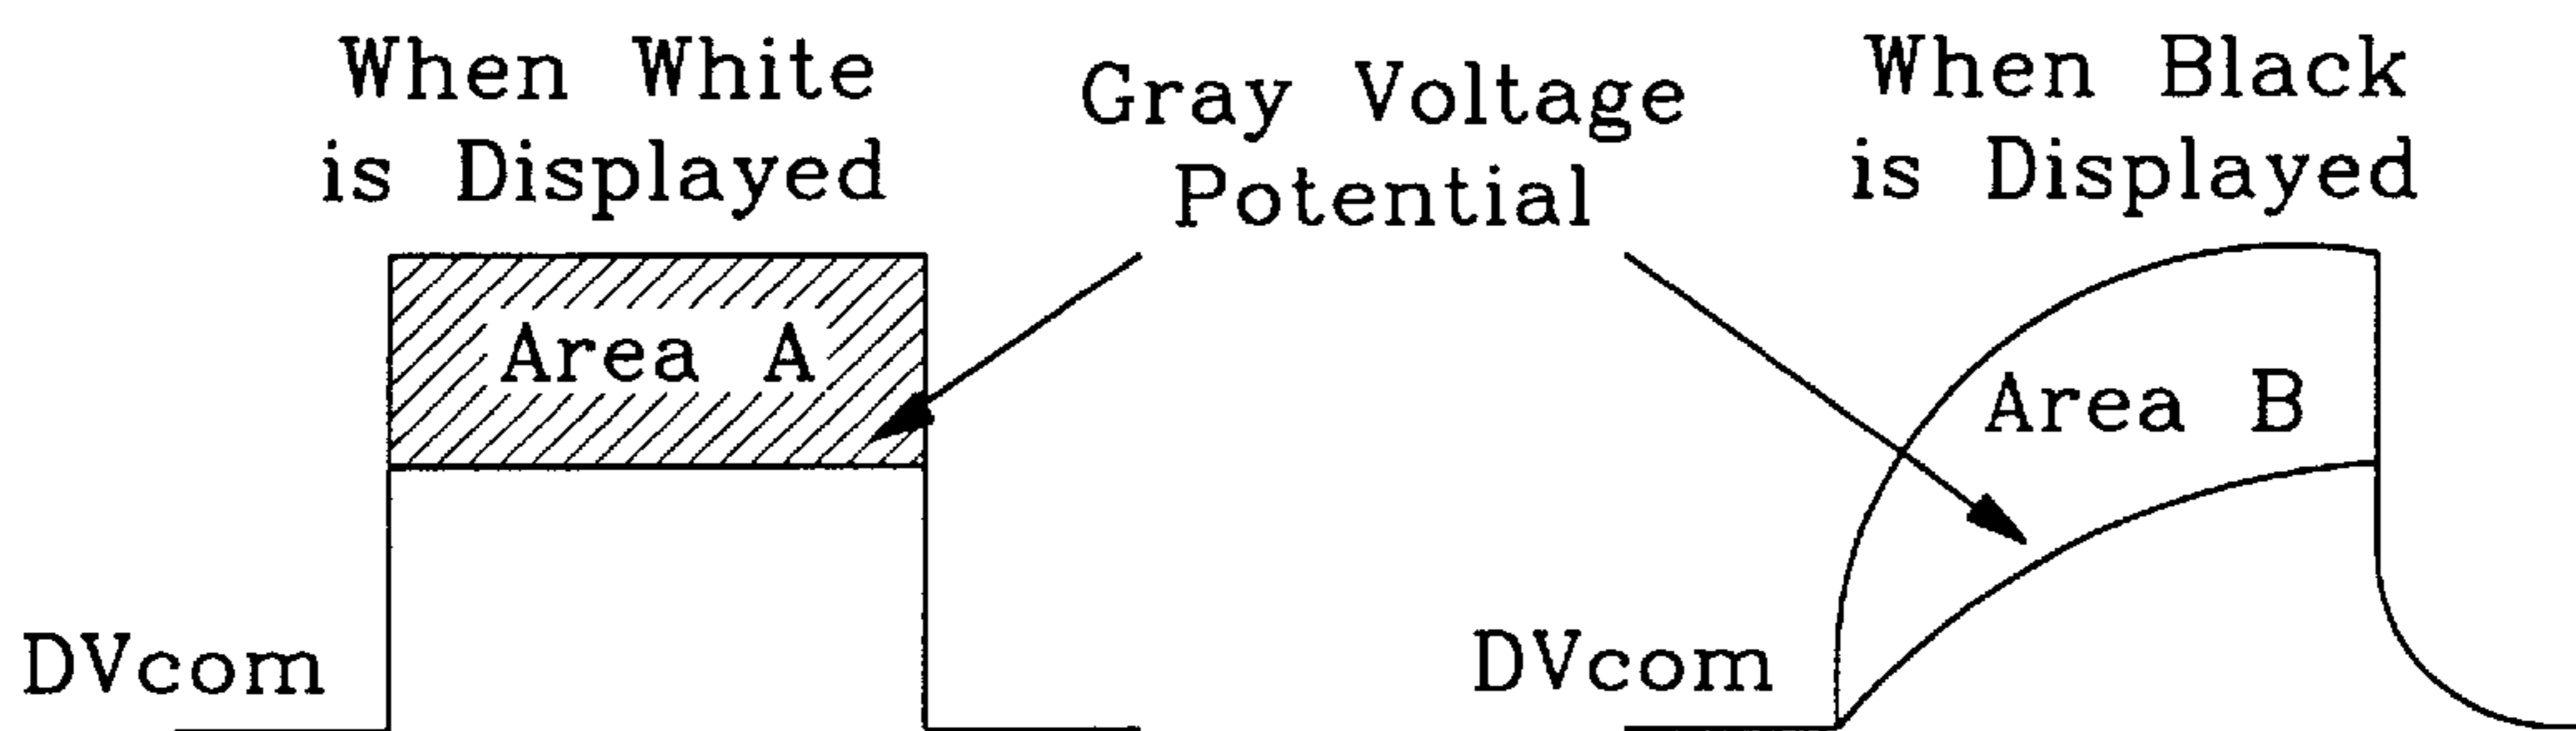 When White
is Displayed
Gray Voltage
Potential
When Black
is Displayed
Area A
Area B
DVcom
DVcom